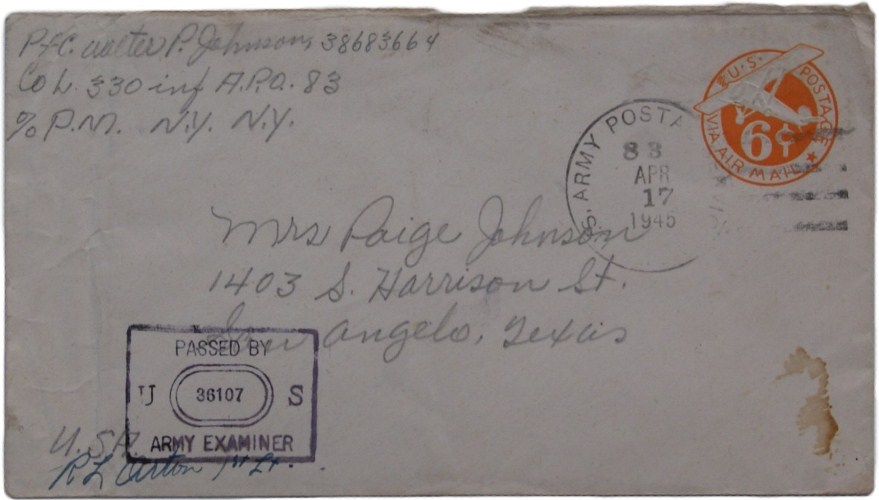 Pfc. Walter P. Johnson 38683664
Co L. 330 inf A.P.O. 83
% P.M. N.Y. N.Y.
U.S. POSTAGE
6¢
VIA AIR MAIL
S. ARMY POSTA
83
APR
17
1945
Mrs Paige Johnson
1403 S. Harrison St.
San Angelo, Texas
PASSED BY
U 36107 S
ARMY EXAMINER
U.S.A.
R L 1st Lt.